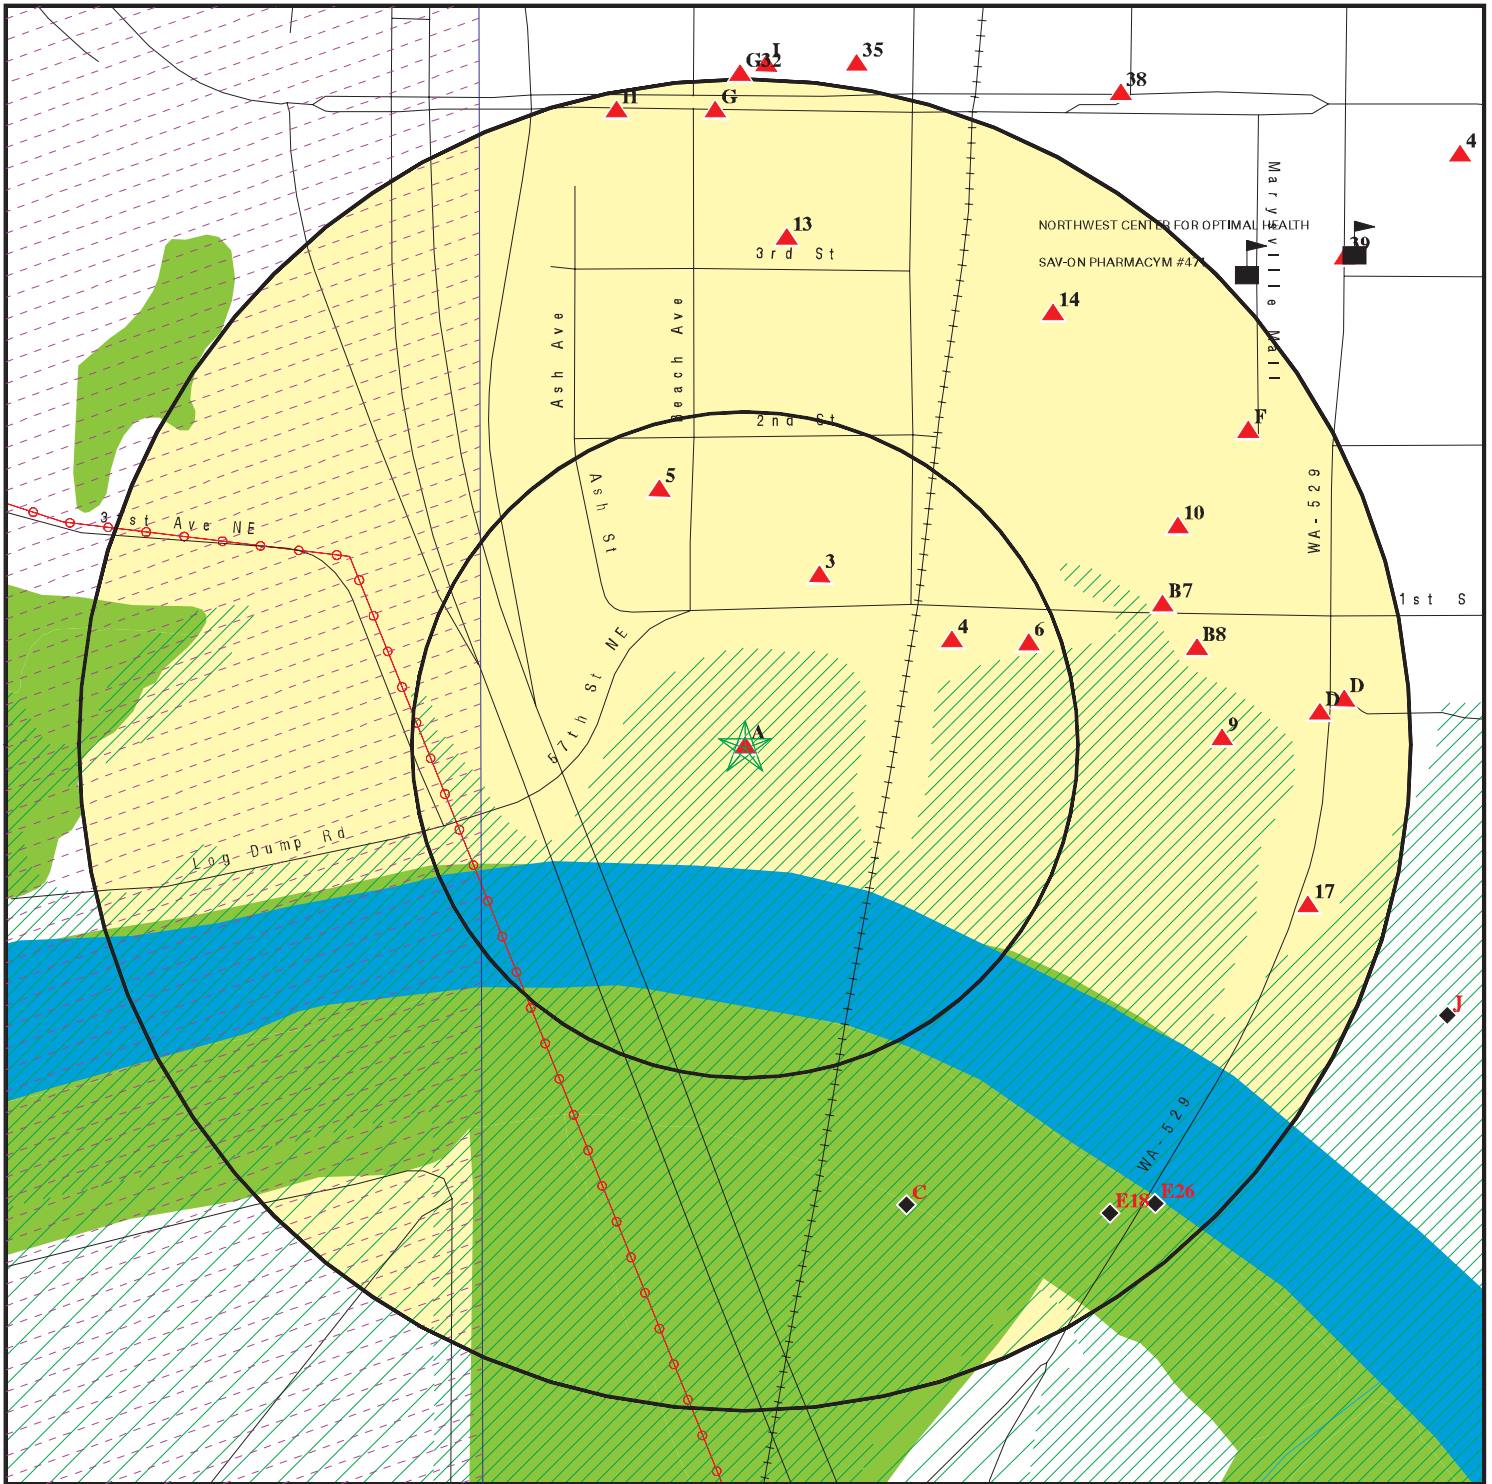 I
G32
35
38
H
G
4
13
NORTHWEST CENTER FOR OPTIMAL HEALTH
39
3rd St
SAV-ON PHARMACYM #471
Marysville Mall
14
Ash Ave
Beach Ave
2nd St
F
5
Ash St
WA-529
10
31st Ave NE
3
B7
1st S
4
6
B8
57th St NE
D
D
A
9
Log Dump Rd
17
J
WA-529
C
E18
E26